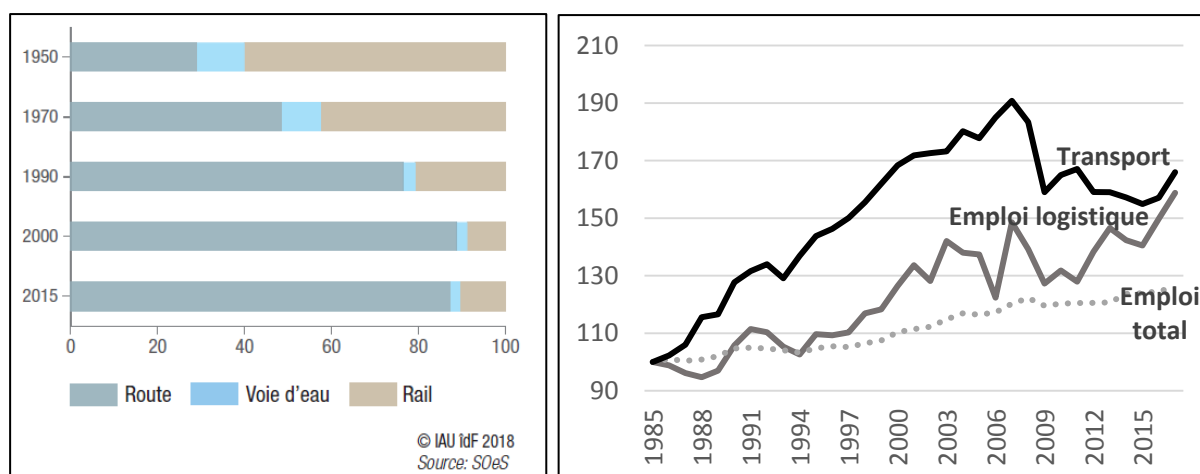 1950
1970
1990
2000
2015
0 20 40 60 80 100
Route Voie d'eau Rail
© IAU îdF 2018
Source: SOeS
210
190
170
150
130
110
90
Transport
Emploi logistique
Emploi
total
1985 1988 1991 1994 1997 2000 2003 2006 2009 2012 2015